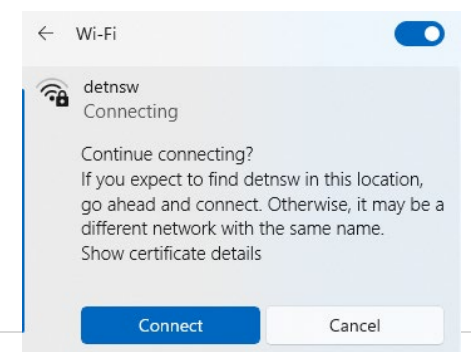 Wi-Fi
detnsw
Connecting
Continue connecting?
If you expect to find detnsw in this location,
go ahead and connect. Otherwise, it may be a
different network with the same name.
Show certificate details
Connect
Cancel